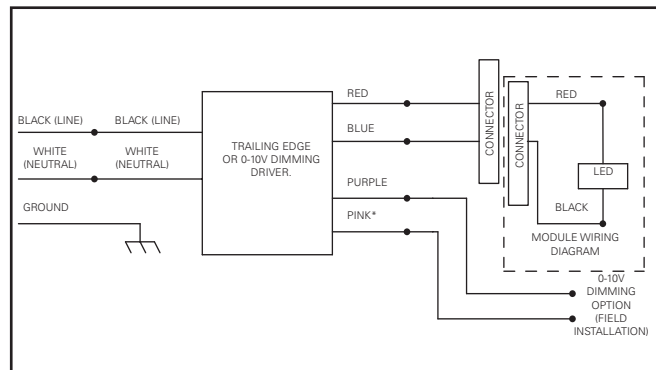 BLACK (LINE)
BLACK (LINE)
WHITE
(NEUTRAL)
WHITE
(NEUTRAL)
GROUND
TRAILING EDGE
OR 0-10V DIMMING
DRIVER.
RED
BLUE
PURPLE
PINK*
CONNECTOR
CONNECTOR
RED
LED
BLACK
MODULE WIRING
DIAGRAM
0-10V
DIMMING
OPTION
(FIELD
INSTALLATION)